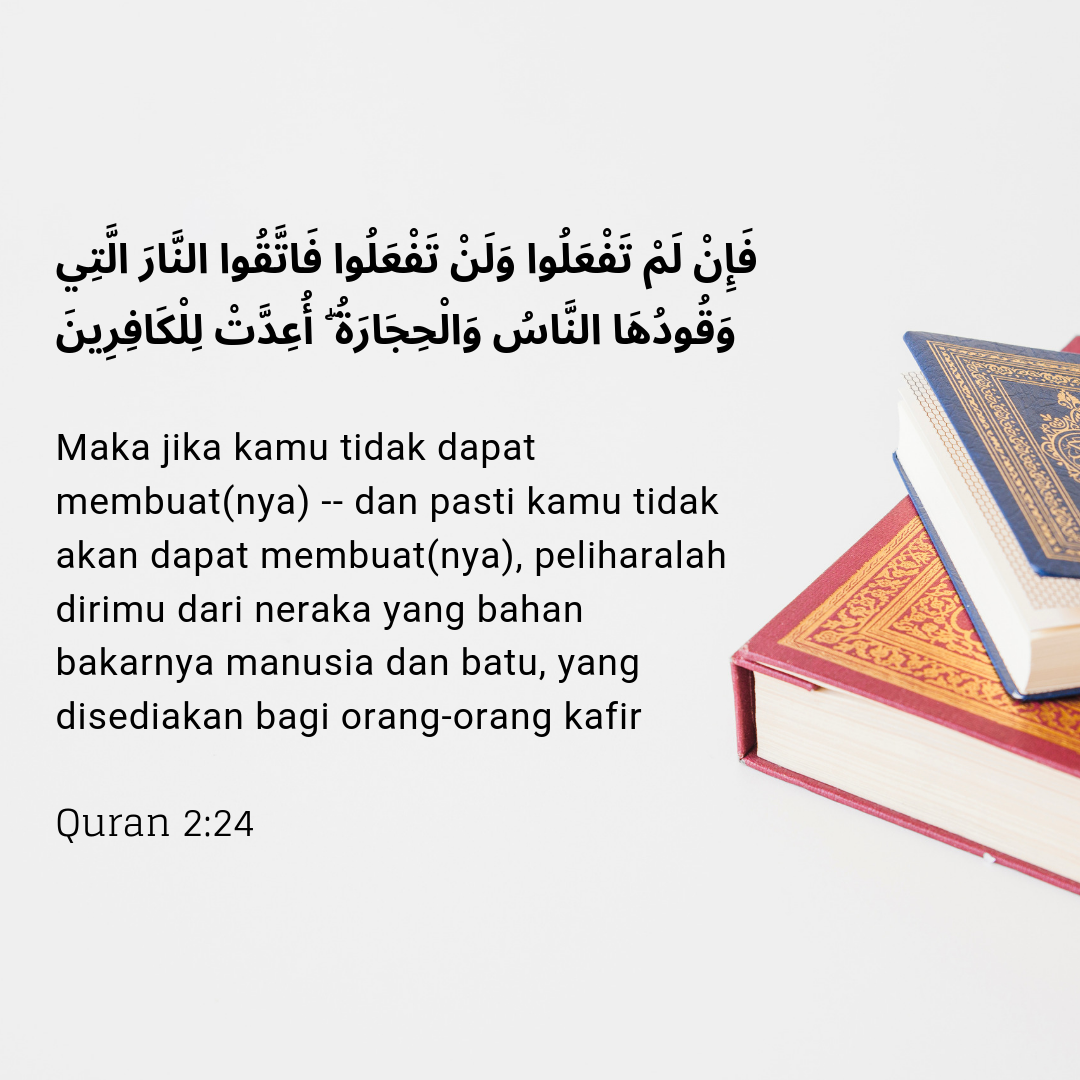 فَإِنْ لَمْ تَفْعَلُوا وَلَنْ تَفْعَلُوا فَاتَّقُوا النَّارَ الَّتِي
وَقُودُهَا النَّاسُ وَالْحِجَارَةُ ۖ أُعِدَّتْ لِلْكَافِرِينَ
Maka jika kamu tidak dapat
membuat(nya) -- dan pasti kamu tidak
akan dapat membuat(nya), peliharalah
dirimu dari neraka yang bahan
bakarnya manusia dan batu, yang
disediakan bagi orang-orang kafir
Quran 2:24